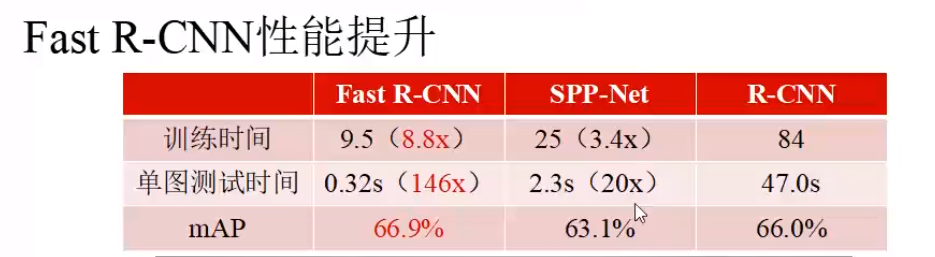 Fast R-CNN性能提升
Fast R-CNN SPP-Net R-CNN
训练时间 9.5（8.8x） 25（3.4x） 84
单图测试时间 0.32s（146x） 2.3s（20x） 47.0s
mAP 66.9% 63.1% 66.0%